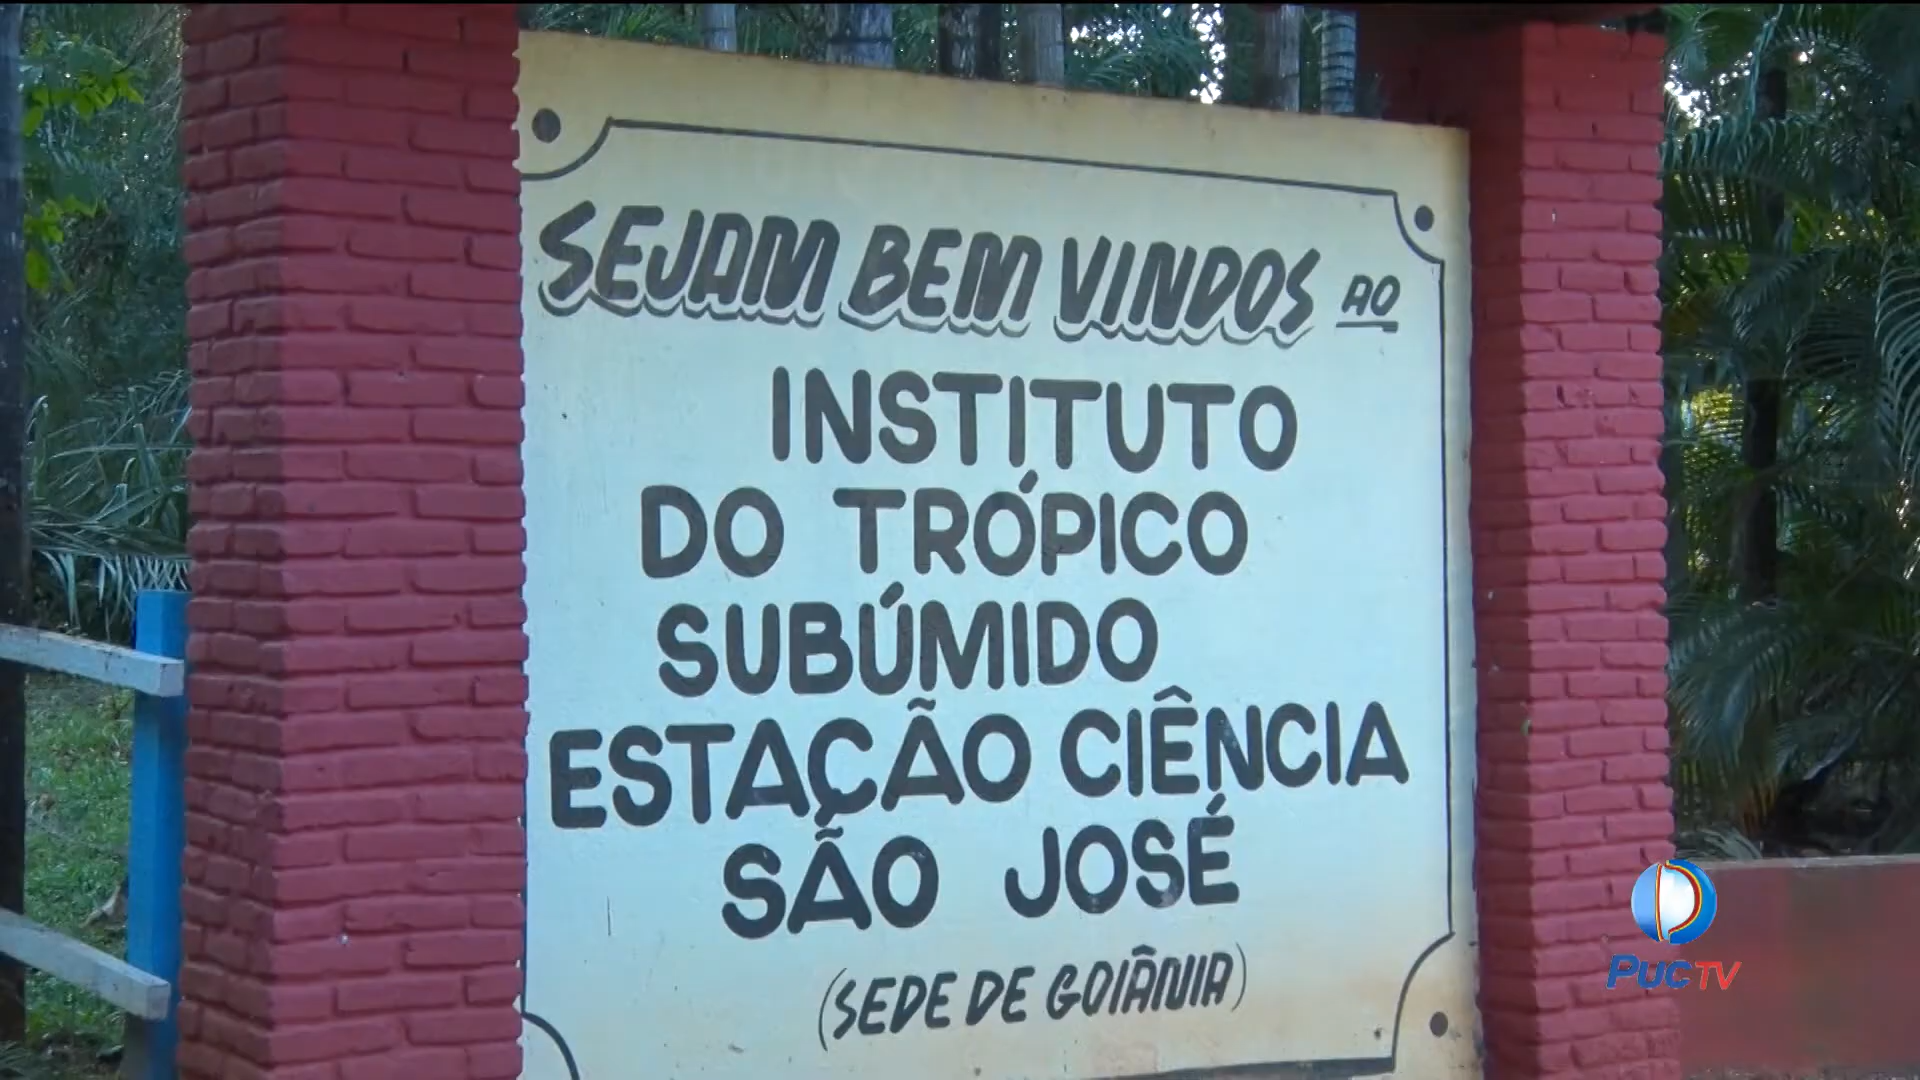 SEJAM BEM VINDOS AO
INSTITUTO
DO TRÓPICO
SUBÚMIDO
ESTAÇÃO CIÊNCIA
SÃO JOSÉ
(SEDE DE GOIÂNIA)
PUC TV